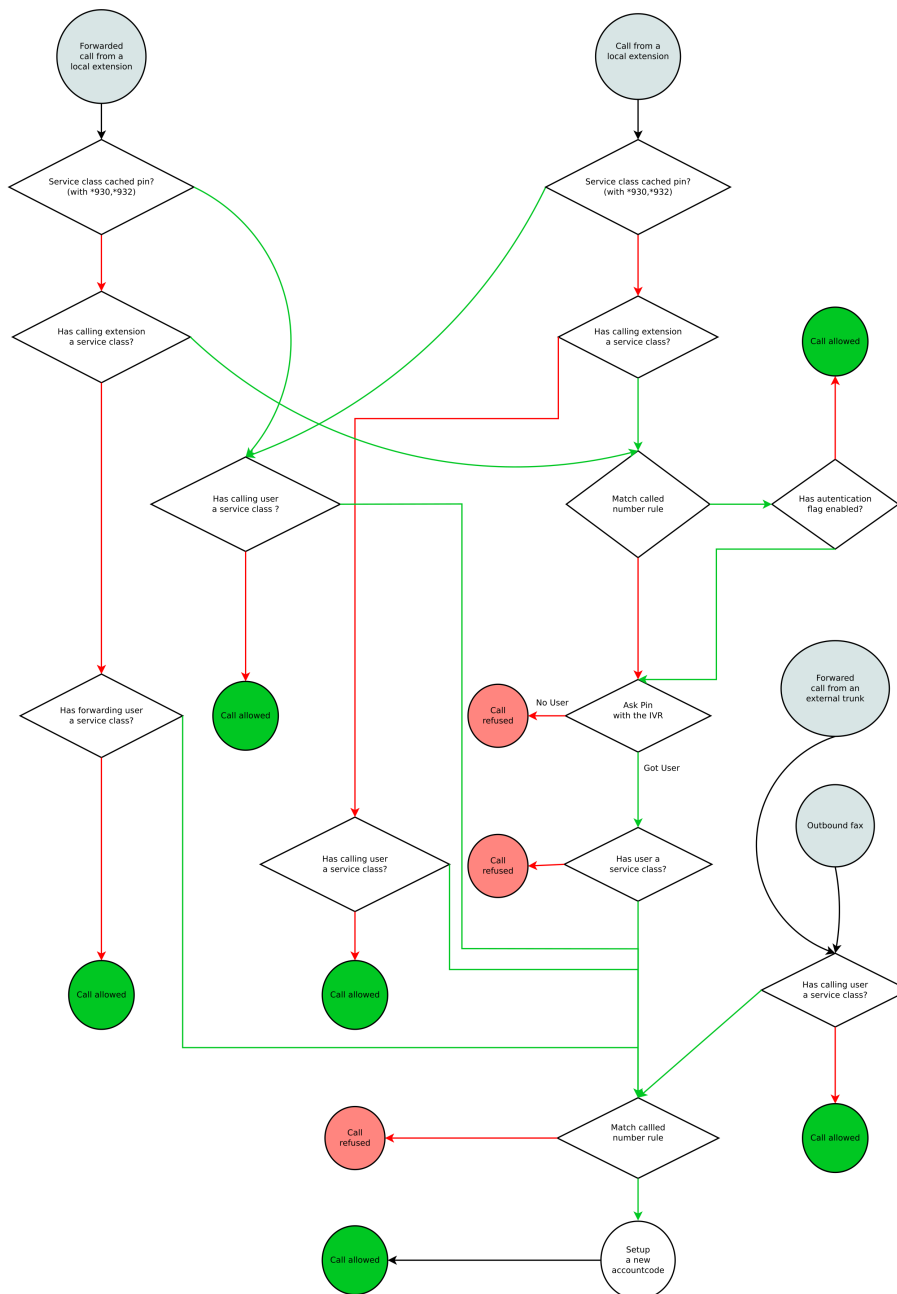 Forwarded
call from a
local extension
Call from a
local extension
Service class cached pin?
(with *930,*932)
Service class cached pin?
(with *930,*932)
Has calling extension
a service class?
Has calling extension
a service class?
Call allowed
Has calling user
a service class ?
Match called
number rule
Has autentication
flag enabled?
Forwared
call from an
external trunk
Has forwarding user
a service class?
Call allowed
Call
refused
No User
Ask Pin
with the IVR
Got User
Outbound fax
Has calling user
a service class?
Call
refused
Has user a
service class?
Call allowed
Call allowed
Has calling user
a service class?
Call
refused
Match callled
number rule
Call allowed
Call allowed
Setup
a new
accountcode